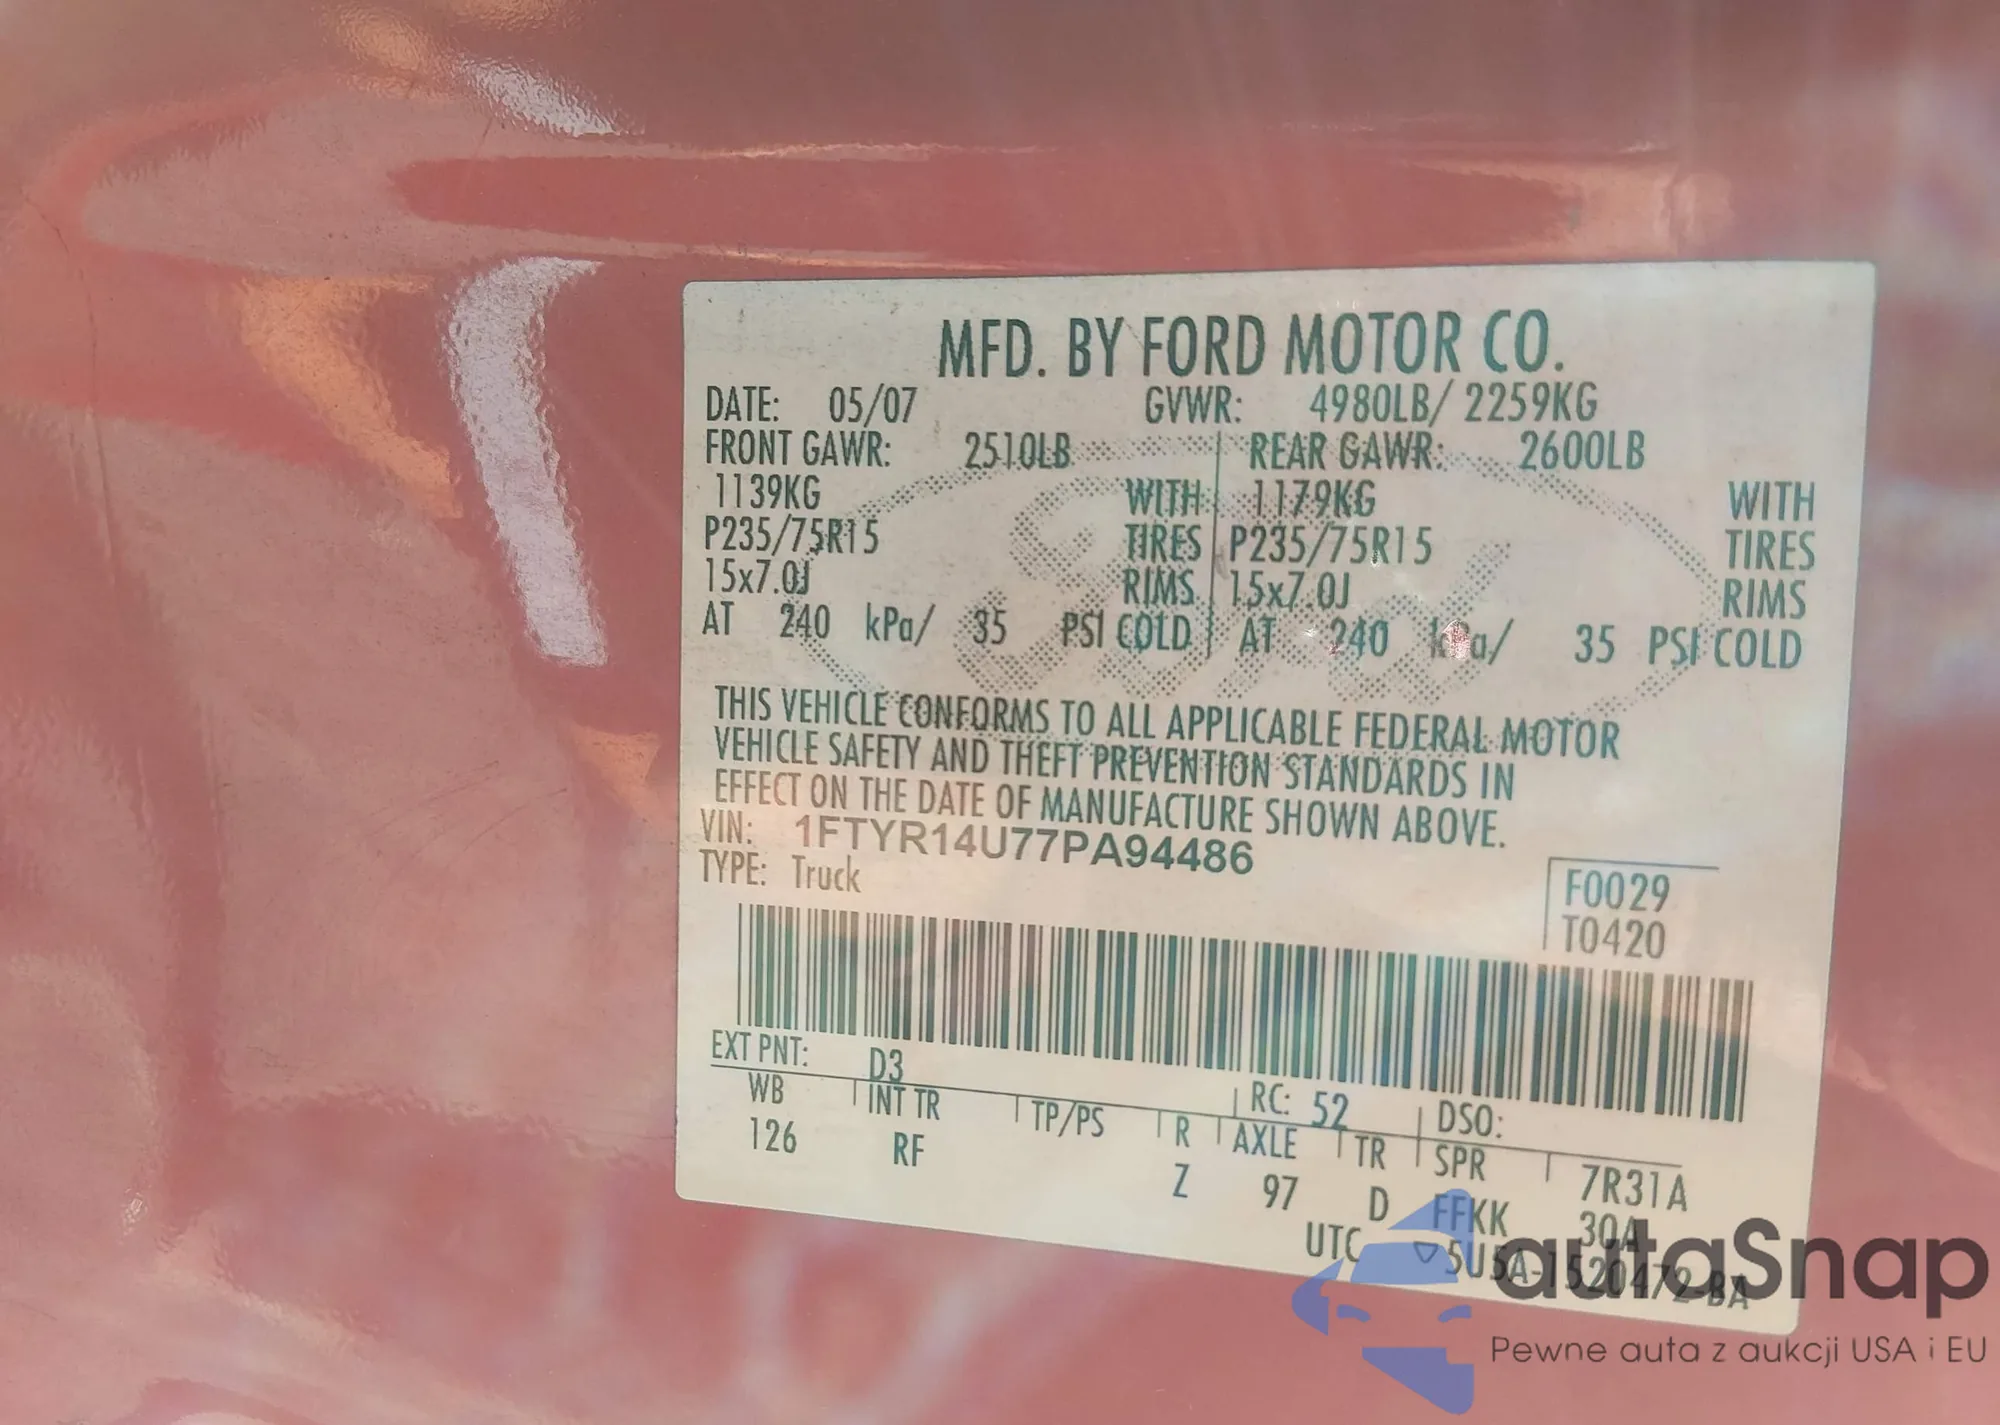 MFD. BY FORD MOTOR CO.
DATE: 05/07 GVWR: 4980LB/ 2259KG
FRONT GAWR: 2510LB REAR GAWR: 2600LB
1139KG WITH 1179KG WITH
P235/75R15 TIRES P235/75R15 TIRES
15x7.0J RIMS 15x7.0J RIMS
AT 240 kPa/ 35 PSI COLD AT 240 kPa/ 35 PSI COLD
THIS VEHICLE CONFORMS TO ALL APPLICABLE FEDERAL MOTOR
VEHICLE SAFETY AND THEFT PREVENTION STANDARDS IN
EFFECT ON THE DATE OF MANUFACTURE SHOWN ABOVE.
VIN: 1FTYR14U77PA94486
TYPE: Truck
F0029
T0420
EXT PNT: D3 RC: 52 DSO:
WB INT TR TP/PS R AXLE TR SPR 7R31A
126 RF Z 97 D FFKK 30A
UTC ▽5U5A-1520472-BA
Ford
autaSnap
Pewne auta z aukcji USA i EU